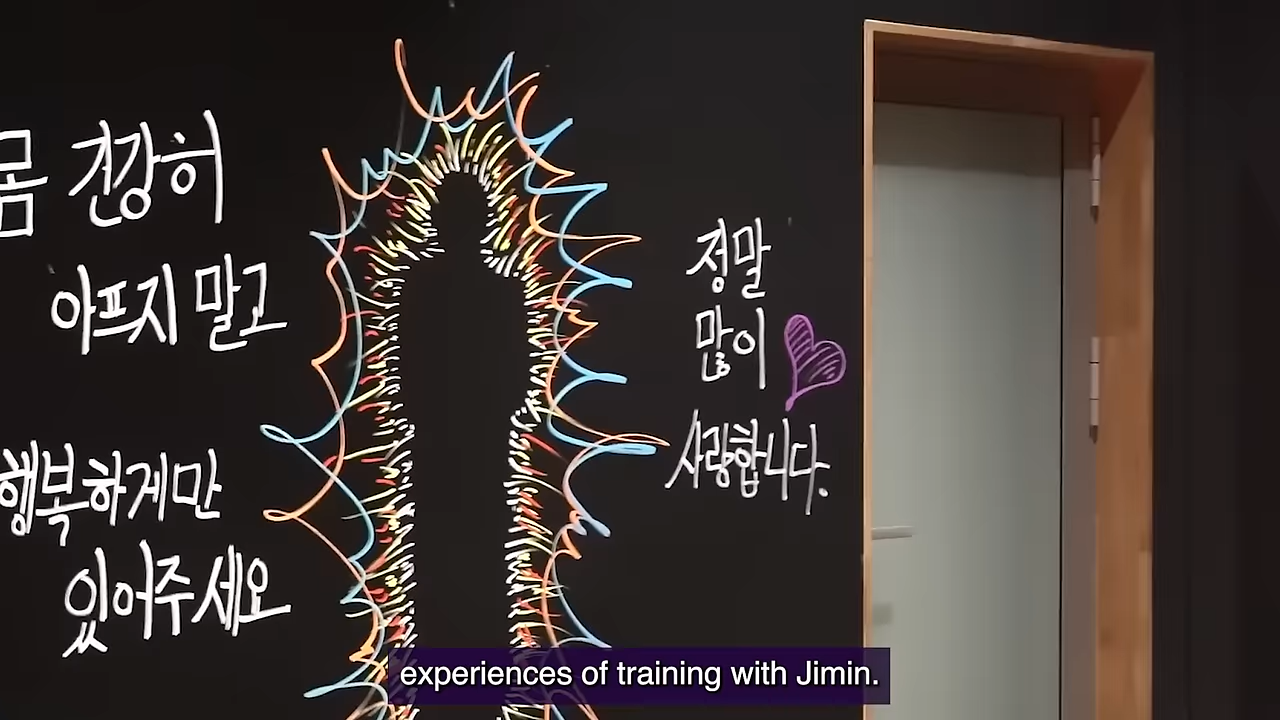 몸 건강히
아프지 말고
행복하게만
있어주세요
정말
많이
사랑합니다.
experiences of training with Jimin.